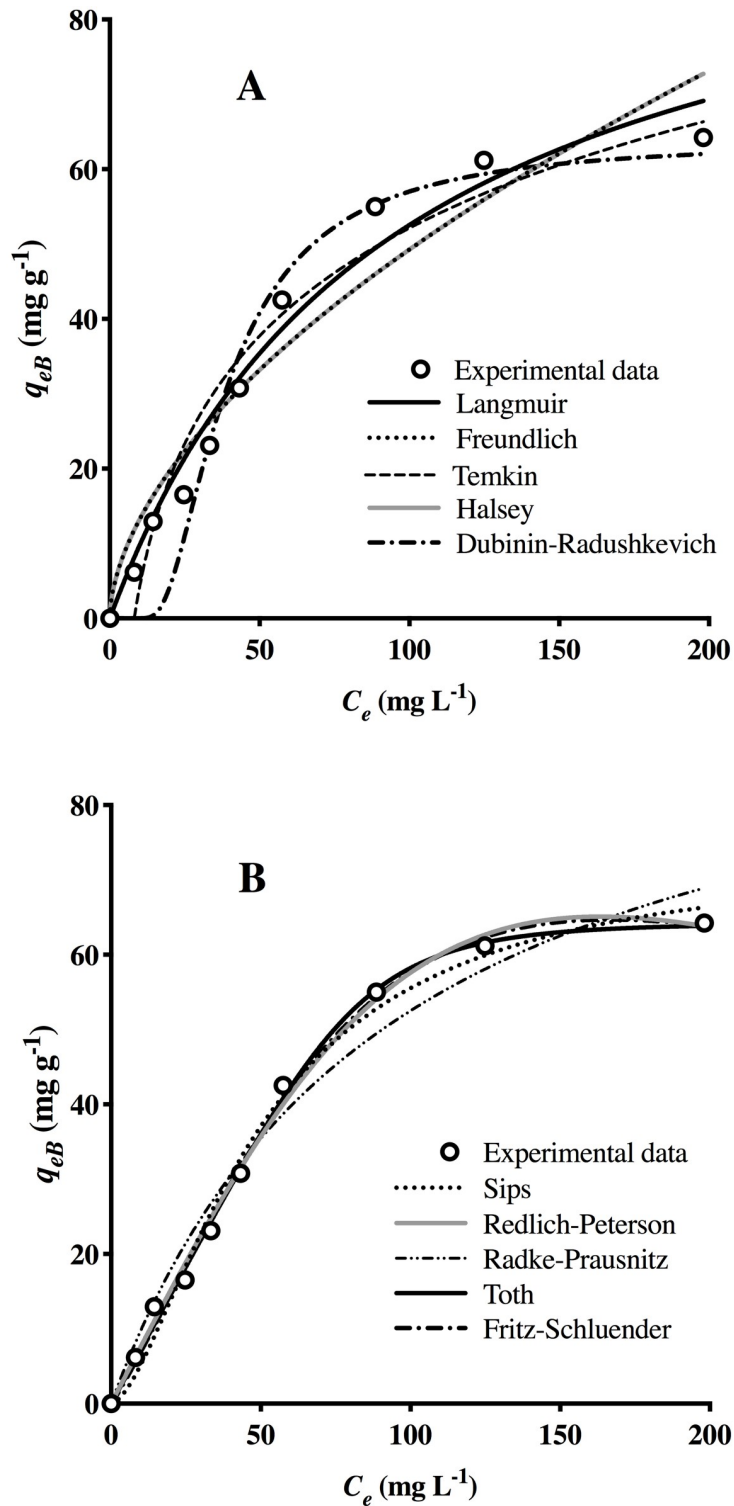 80
A
60
q_eB (mg g⁻¹)
40
Experimental data
Langmuir
Freundlich
Temkin
20
Halsey
Dubinin-Radushkevich
0
0 50 100 150 200
C_e (mg L⁻¹)
80
B
60
q_eB (mg g⁻¹)
40
Experimental data
Sips
20
Redlich-Peterson
Radke-Prausnitz
Toth
Fritz-Schluender
0
0 50 100 150 200
C_e (mg L⁻¹)